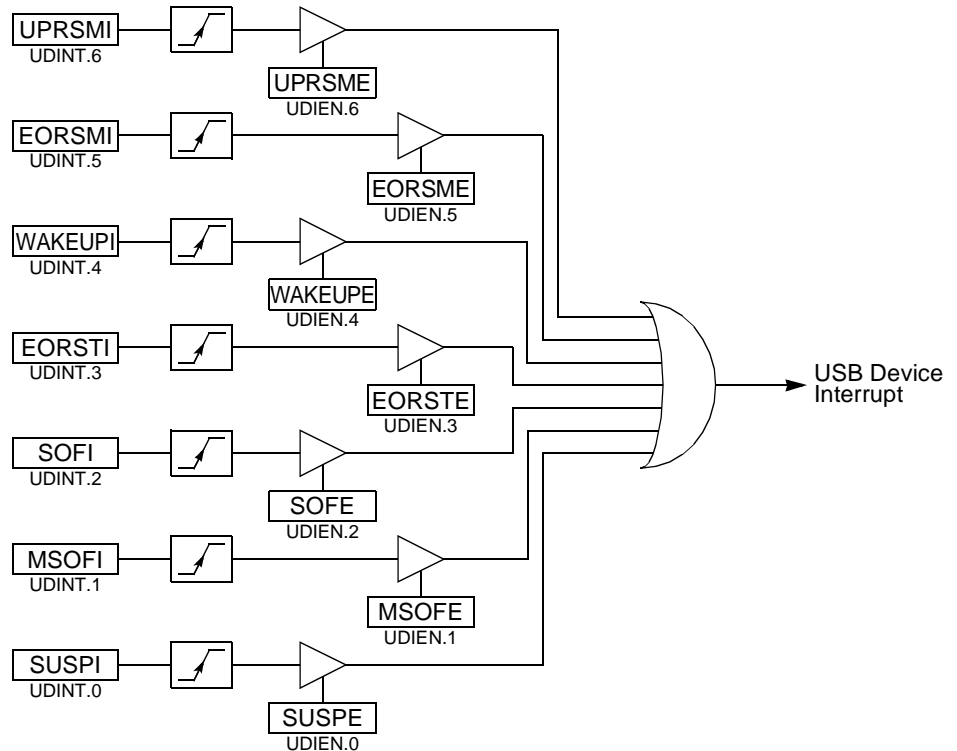 UPRSMI
UDINT.6
UPRSME
UDIEN.6
EORSMI
UDINT.5
EORSME
UDIEN.5
WAKEUPI
UDINT.4
WAKEUPE
UDIEN.4
EORSTI
UDINT.3
EORSTE
UDIEN.3
USB Device
Interrupt
SOFI
UDINT.2
SOFE
UDIEN.2
MSOFI
UDINT.1
MSOFE
UDIEN.1
SUSPI
UDINT.0
SUSPE
UDIEN.0